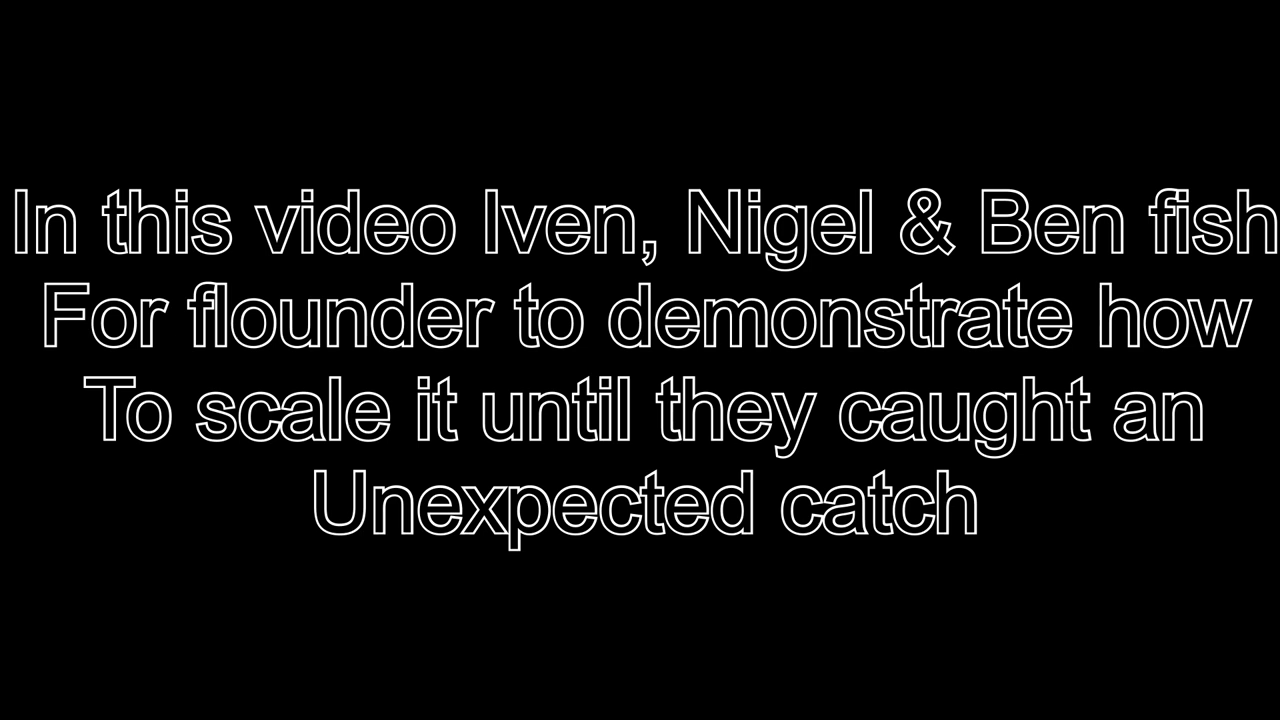 In this video Iven, Nigel & Ben fish
For flounder to demonstrate how
To scale it until they caught an
Unexpected catch